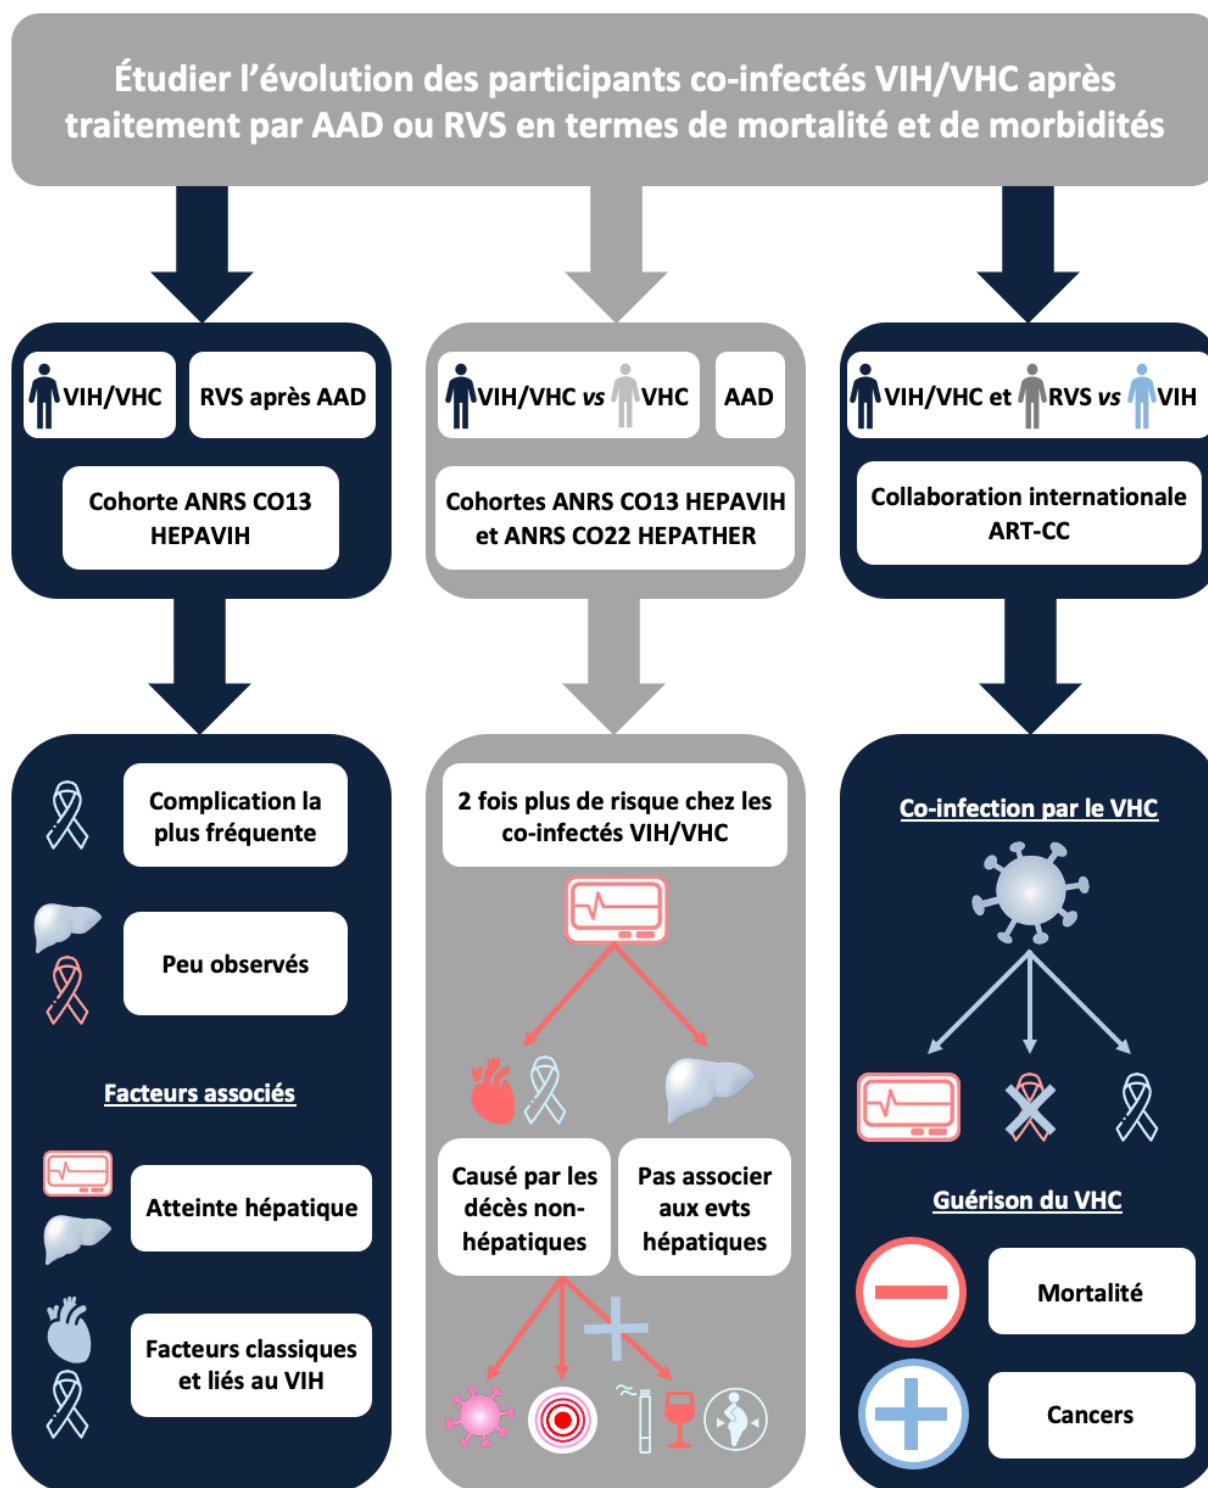 Étudier l’évolution des participants co-infectés VIH/VHC après
traitement par AAD ou RVS en termes de mortalité et de morbidités
VIH/VHC
RVS après AAD
Cohorte ANRS CO13
HEPAVIH
VIH/VHC vs VHC
AAD
Cohortes ANRS CO13 HEPAVIH
et ANRS CO22 HEPATHER
VIH/VHC et RVS vs VIH
Collaboration internationale
ART-CC
Complication la
plus fréquente
Peu observés
Facteurs associés
Atteinte hépatique
Facteurs classiques
et liés au VIH
2 fois plus de risque chez les
co-infectés VIH/VHC
Causé par les
décès non-
hépatiques
Pas associer
aux evts
hépatiques
Co-infection par le VHC
Guérison du VHC
Mortalité
Cancers